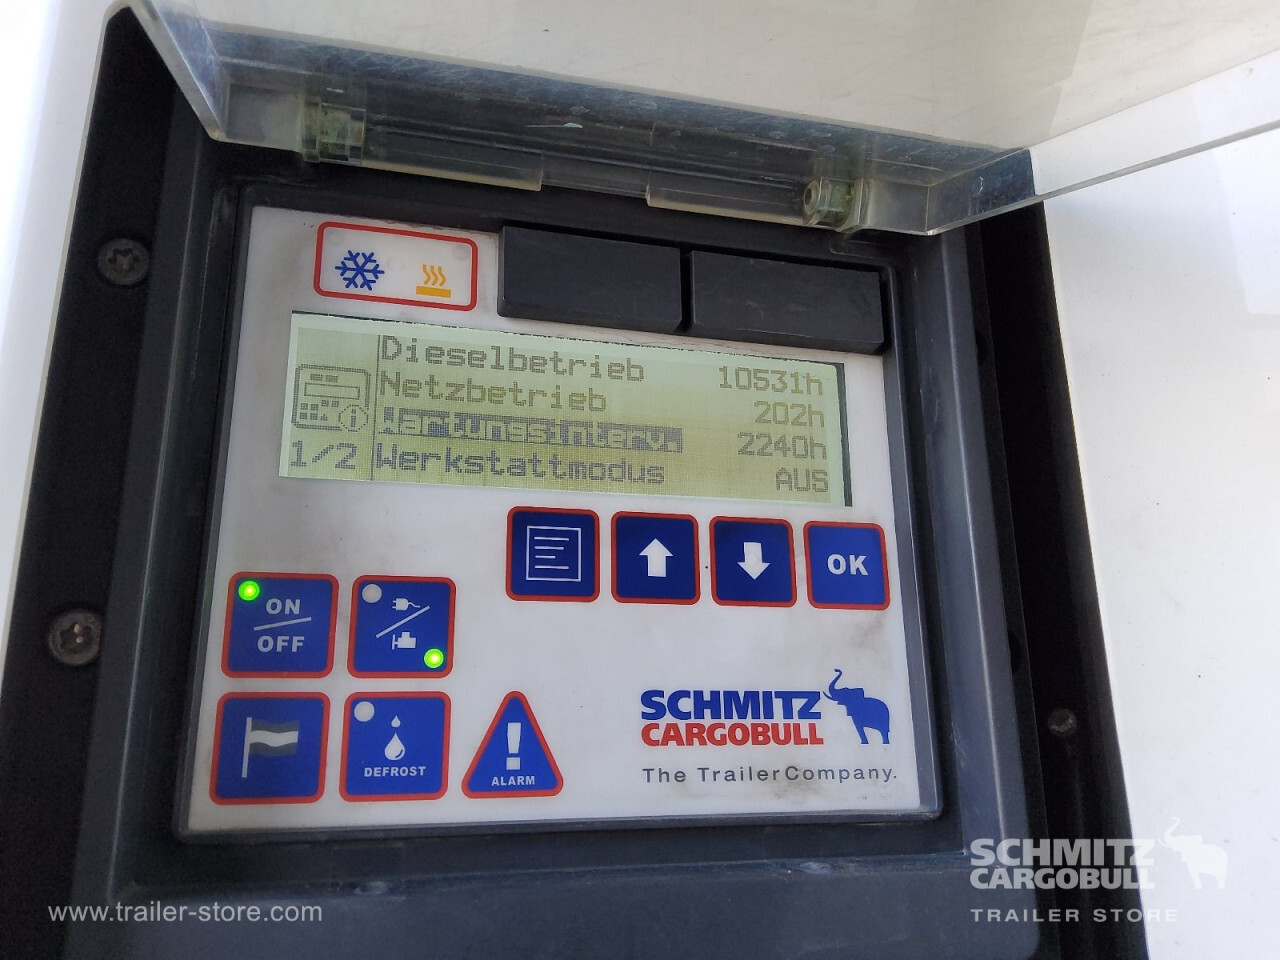 Dieselbetrieb 10531h
Netzbetrieb 202h
Wartungsinterv. 2240h
1/2 Werkstattmodus AUS
OK
ON
OFF
DEFROST
ALARM
SCHMITZ
CARGOBULL
The TrailerCompany.
www.trailer-store.com
SCHMITZ
CARGOBULL
TRAILER STORE